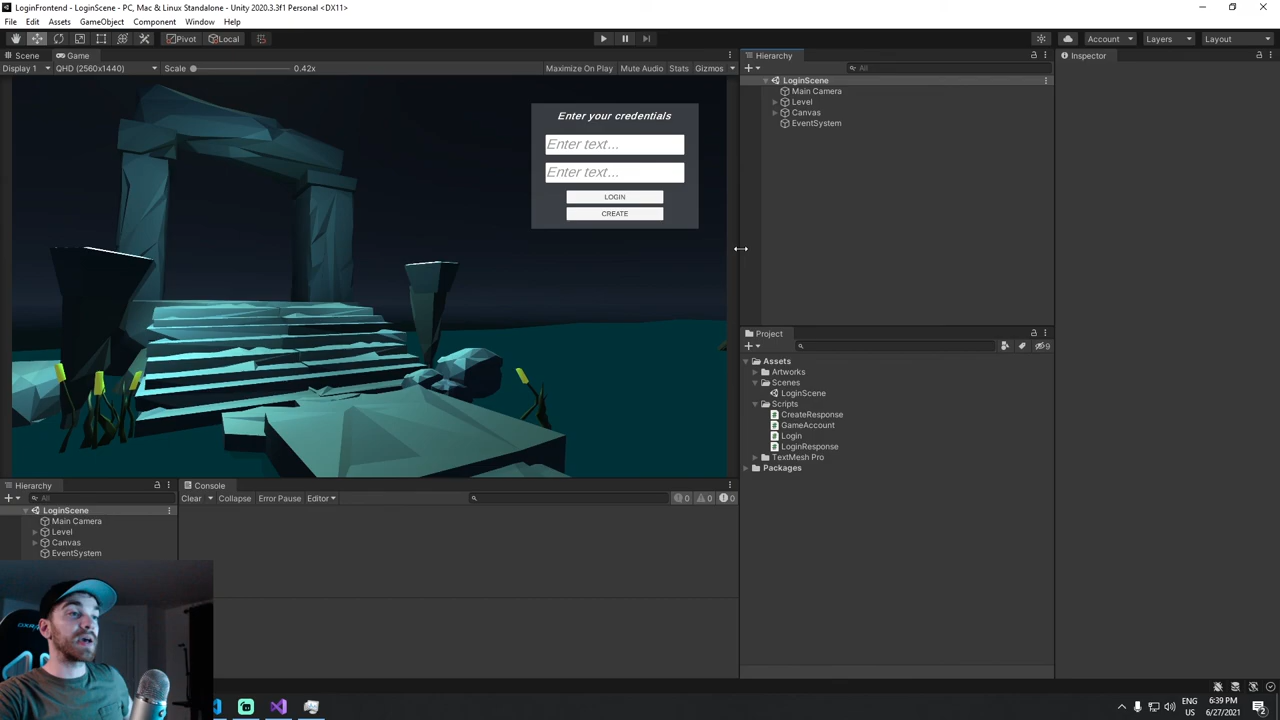 LoginFrontend - LoginScene - PC, Mac & Linux Standalone - Unity 2020.3.3f1 Personal <DX11>
File Edit Assets GameObject Component Window Help
Pivot Local Account Layers Layout
Scene Game
Display 1 QHD (2560x1440) Scale 0.42x Maximize On Play Mute Audio Stats Gizmos
Enter your credentials
Enter text...
Enter text...
LOGIN
CREATE
Hierarchy
All
LoginScene
Main Camera
Level
Canvas
EventSystem
Inspector
Project
9
Assets
Artworks
Scenes
LoginScene
Scripts
CreateResponse
GameAccount
Login
LoginResponse
TextMesh Pro
Packages
Hierarchy
All
LoginScene
Main Camera
Level
Canvas
EventSystem
Console
Clear Collapse Error Pause Editor 0 0 0
ENG
US
6:39 PM
6/27/2021
2